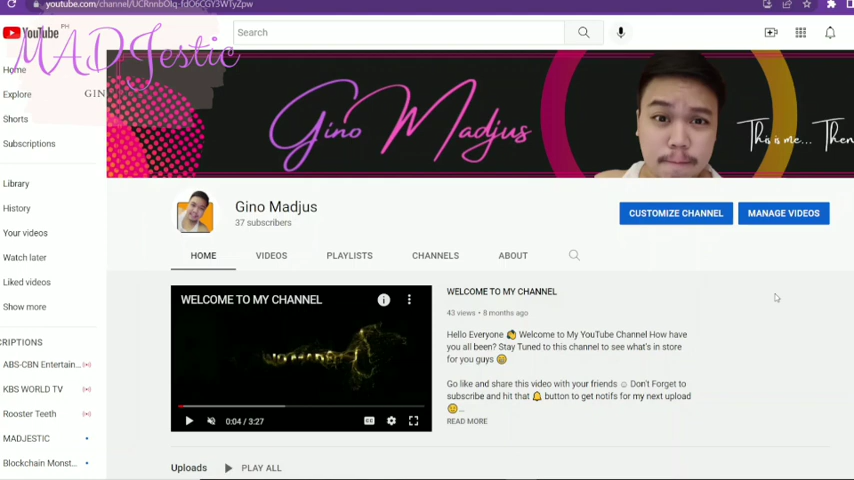 youtube.com/channel/UCRnnbOlq-fdO6CGY3WTyZpw
YouTube PH
Search
MADJestic
GIN
Home
Explore
Shorts
Subscriptions
Library
History
Your videos
Watch later
Liked videos
Show more
CRIPTIONS
ABS-CBN Entertain...
KBS WORLD TV
Rooster Teeth
MADJESTIC
Blockchain Monst...
Gino Madjus
This is me... Then
Gino Madjus
37 subscribers
CUSTOMIZE CHANNEL
MANAGE VIDEOS
HOME
VIDEOS
PLAYLISTS
CHANNELS
ABOUT
WELCOME TO MY CHANNEL
0:04 / 3:27
WELCOME TO MY CHANNEL
43 views • 8 months ago
Hello Everyone 👋 Welcome to My YouTube Channel How have
you all been? Stay Tuned to this channel to see what's in store
for you guys 😊
Go like and share this video with your friends ☺ Don't Forget to
subscribe and hit that 🔔 button to get notifs for my next upload
🙂...
READ MORE
Uploads
PLAY ALL